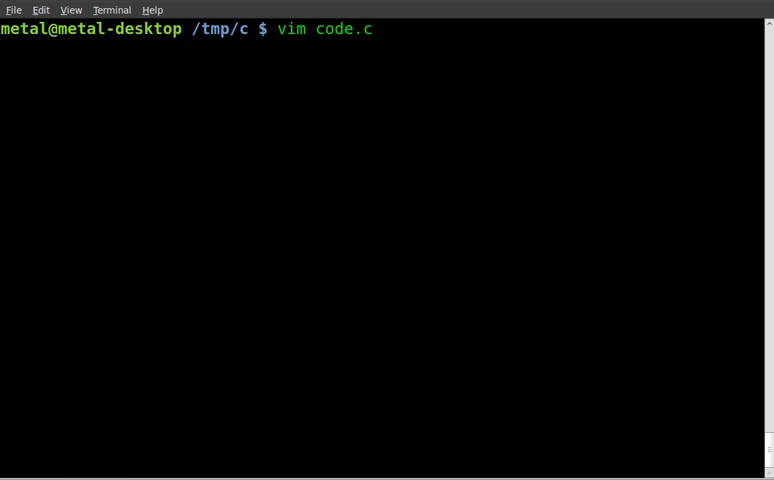 File Edit View Terminal Help
metal@metal-desktop /tmp/c $ vim code.c